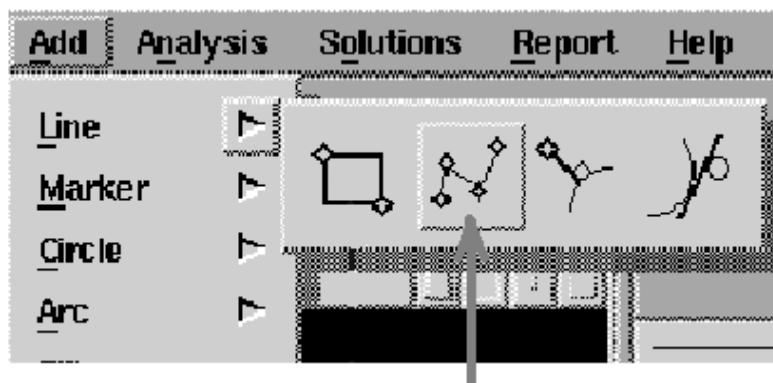 Add Analysis Solutions Report Help
Line
Marker
Circle
Arc